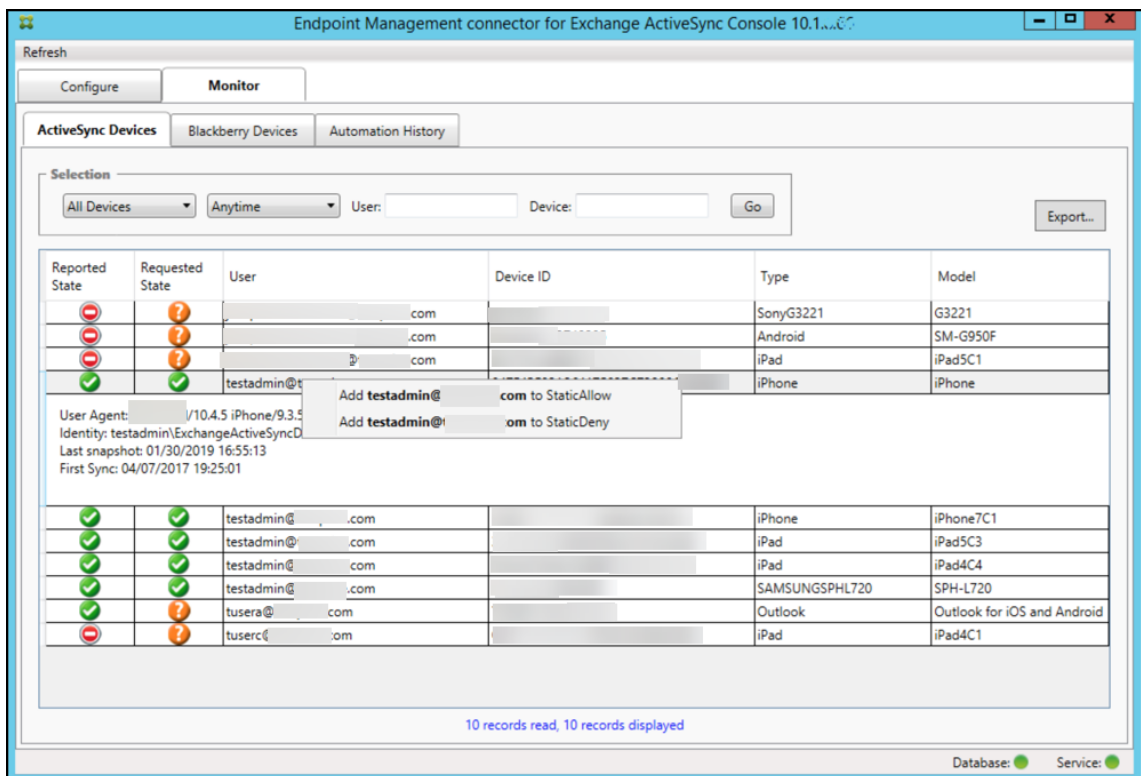 Endpoint Management connector for Exchange ActiveSync Console 10.1
Refresh
Configure Monitor
ActiveSync Devices Blackberry Devices Automation History
Selection
All Devices Anytime User: Device: Go
Export...
Reported State Requested State User Device ID Type Model
com SonyG3221 G3221
.com Android SM-G950F
com iPad iPad5C1
iPhone iPhone
Add testadmin@ com to StaticAllow
Add testadmin@ com to StaticDeny
User Agent: /10.4.5 iPhone/9.3.5
Identity: testadmin\ExchangeActiveSyncD
Last snapshot: 01/30/2019 16:55:13
First Sync: 04/07/2017 19:25:01
testadmin@ .com iPhone iPhone7C1
testadmin@ .com iPad iPad5C3
testadmin@ .com iPad iPad4C4
testadmin@ .com SAMSUNGSPHL720 SPH-L720
tusera@ com Outlook Outlook for iOS and Android
com iPad iPad4C1
10 records read, 10 records displayed
Database: Service: